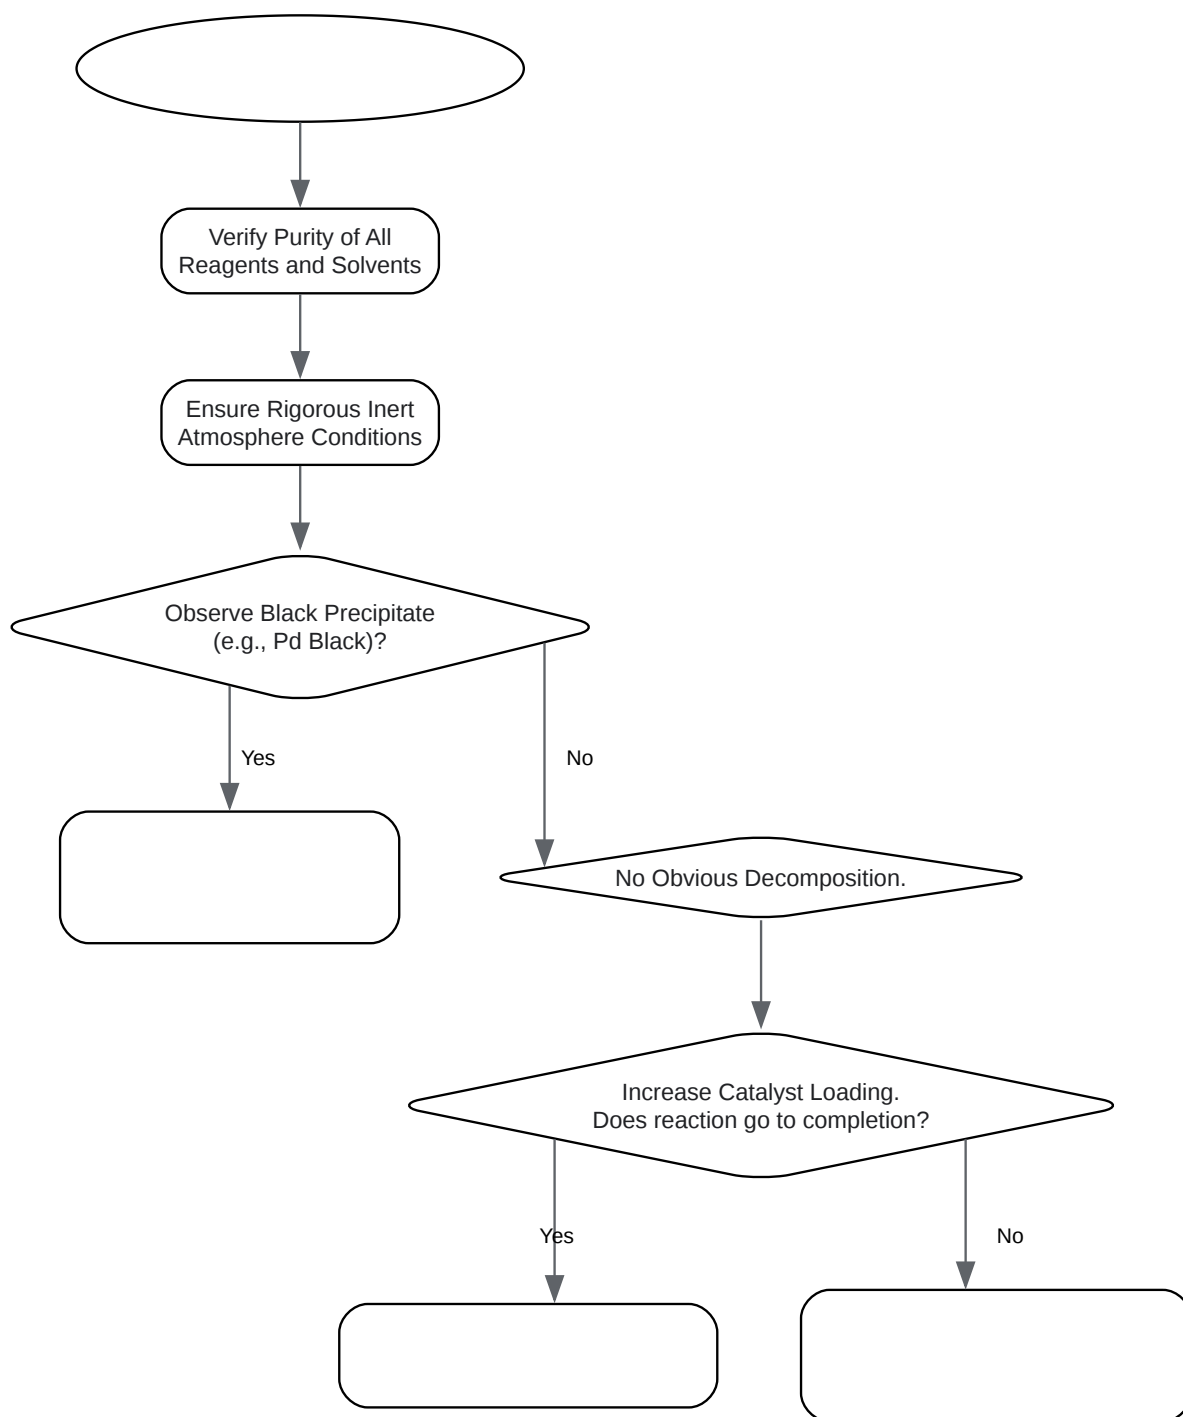 Verify Purity of All
Reagents and Solvents
Ensure Rigorous Inert
Atmosphere Conditions
Observe Black Precipitate
(e.g., Pd Black)?
Yes
No
No Obvious Decomposition.
Increase Catalyst Loading.
Does reaction go to completion?
Yes
No